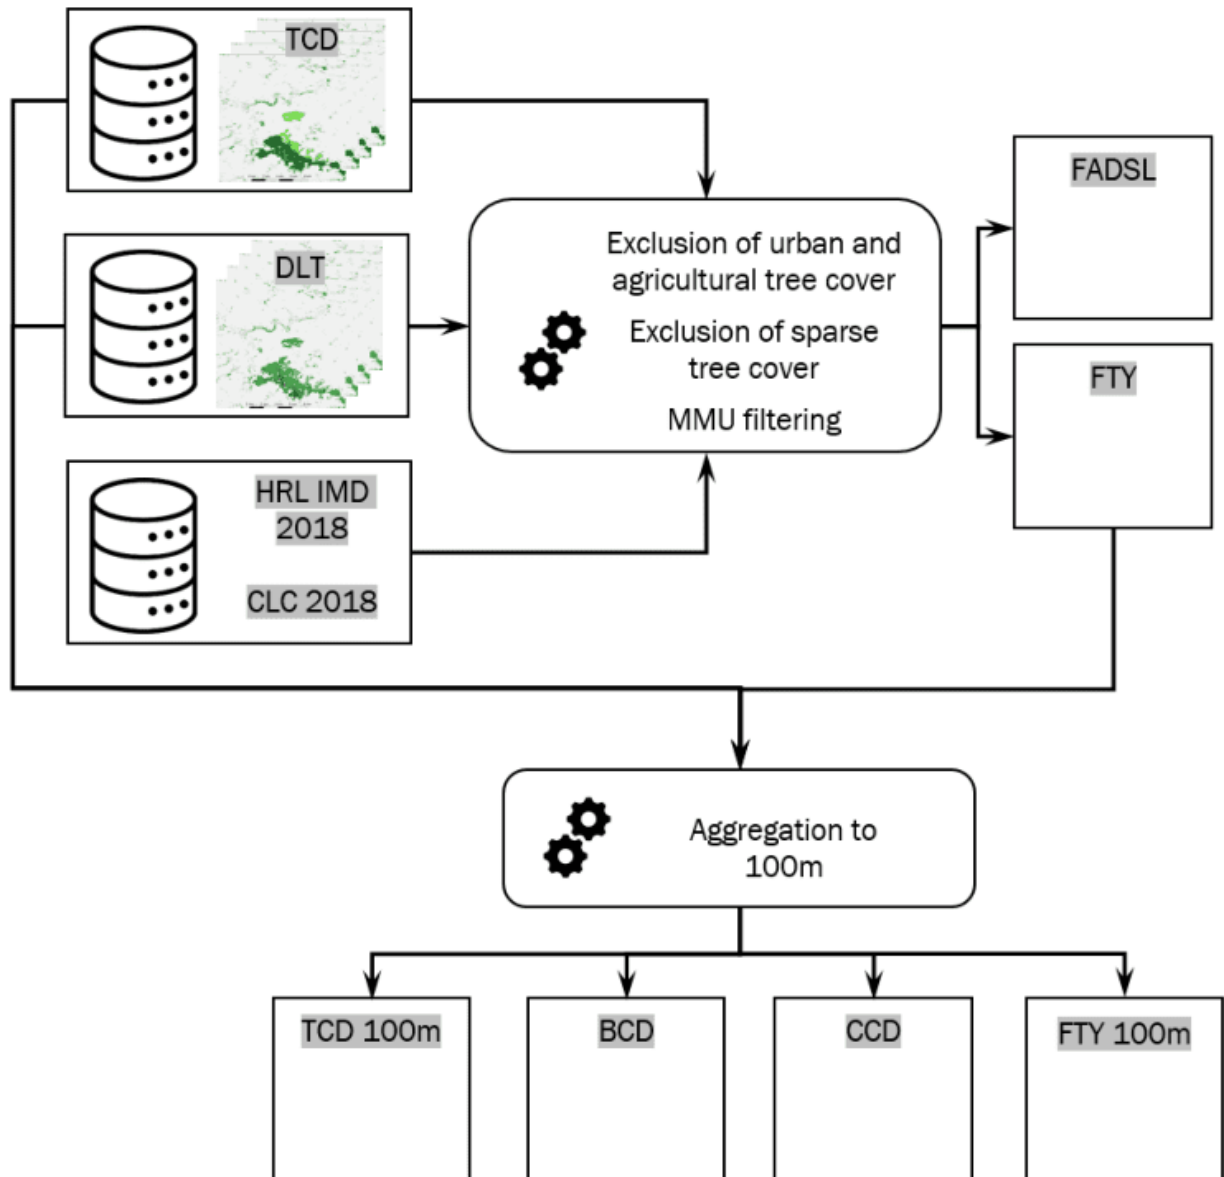 TCD
DLT
HRL IMD
2018
CLC 2018
Exclusion of urban and
agricultural tree cover
Exclusion of sparse
tree cover
MMU filtering
FADSL
FTY
Aggregation to
100m
TCD 100m
BCD
CCD
FTY 100m